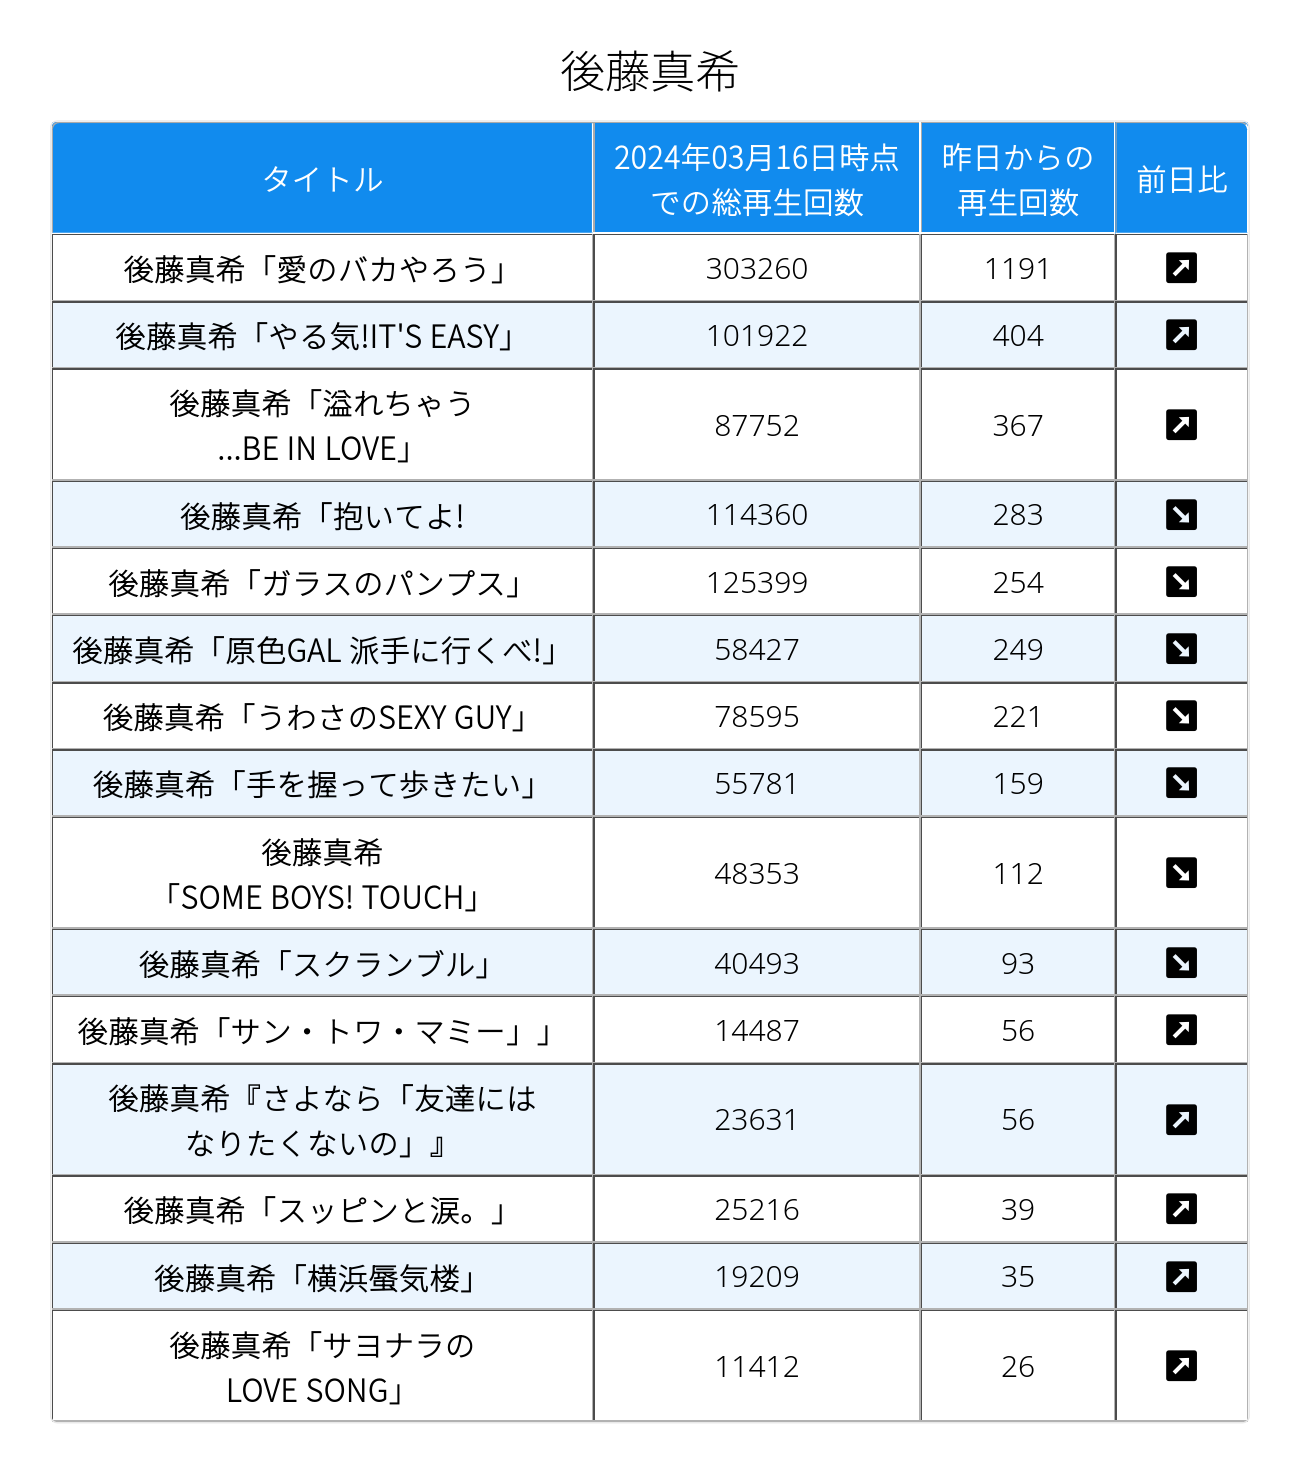 後藤真希
タイトル
2024年03月16日時点
での総再生回数
昨日からの
再生回数
前日比
後藤真希「愛のバカやろう」 303260 1191 ↗
後藤真希「やる気!IT'S EASY」 101922 404 ↗
後藤真希「溢れちゃう
...BE IN LOVE」 87752 367 ↗
後藤真希「抱いてよ! 114360 283 ↘
後藤真希「ガラスのパンプス」 125399 254 ↘
後藤真希「原色GAL 派手に行くべ!」 58427 249 ↘
後藤真希「うわさのSEXY GUY」 78595 221 ↘
後藤真希「手を握って歩きたい」 55781 159 ↘
後藤真希
「SOME BOYS! TOUCH」 48353 112 ↘
後藤真希「スクランブル」 40493 93 ↘
後藤真希「サン・トワ・マミー」」 14487 56 ↗
後藤真希『さよなら「友達には
なりたくないの」』 23631 56 ↗
後藤真希「スッピンと涙。」 25216 39 ↗
後藤真希「横浜蜃気楼」 19209 35 ↗
後藤真希「サヨナラの
LOVE SONG」 11412 26 ↗